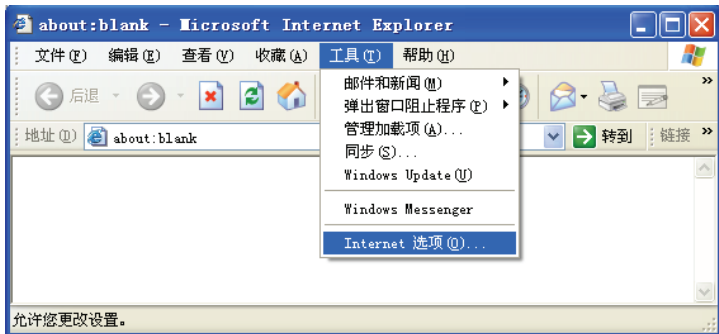 about:blank - Microsoft Internet Explorer
文件(F) 编辑(E) 查看(V) 收藏(A) 工具(T) 帮助(H)
后退
邮件和新闻(M)
弹出窗口阻止程序(P)
管理加载项(A)...
同步(S)...
Windows Update(U)
Windows Messenger
Internet 选项(O)...
地址(D) about:blank 转到 链接 »
允许您更改设置。